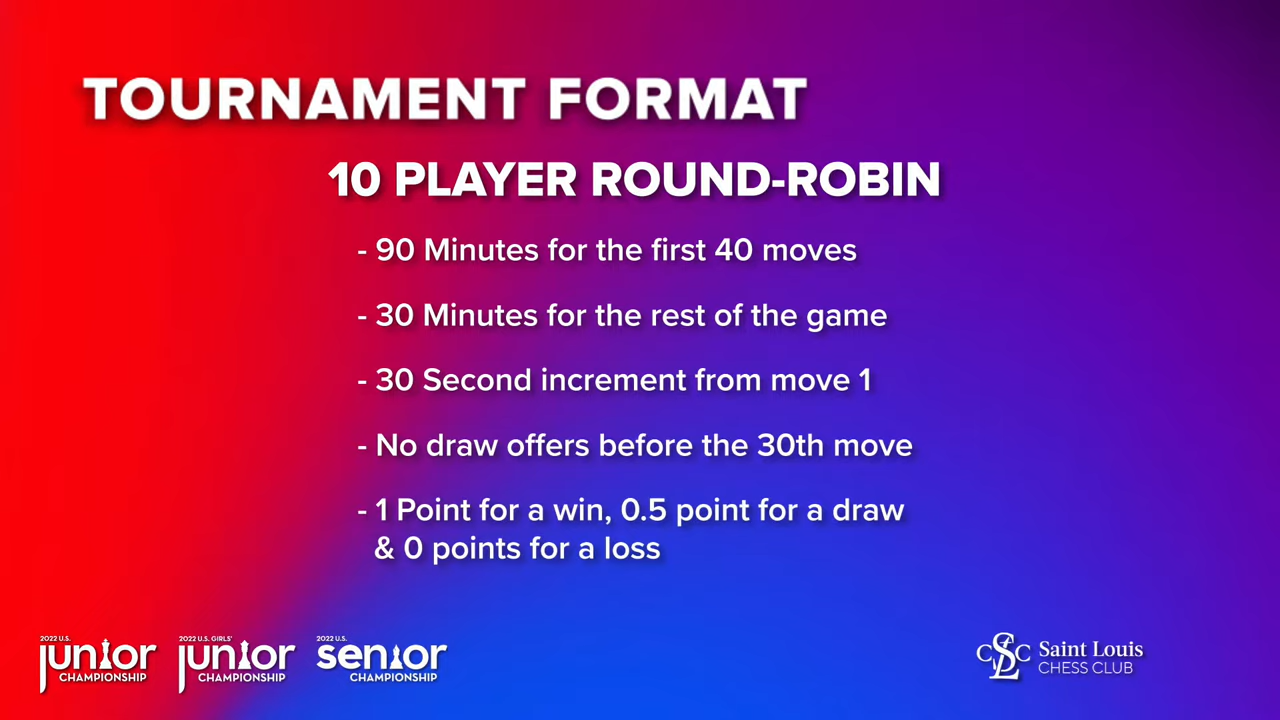 TOURNAMENT FORMAT
10 PLAYER ROUND-ROBIN
- 90 Minutes for the first 40 moves
- 30 Minutes for the rest of the game
- 30 Second increment from move 1
- No draw offers before the 30th move
- 1 Point for a win, 0.5 point for a draw
& 0 points for a loss
2022 U.S.
junior
CHAMPIONSHIP
2022 U.S. GIRLS'
junior
CHAMPIONSHIP
2022 U.S.
senior
CHAMPIONSHIP
CSLC
Saint Louis
CHESS CLUB